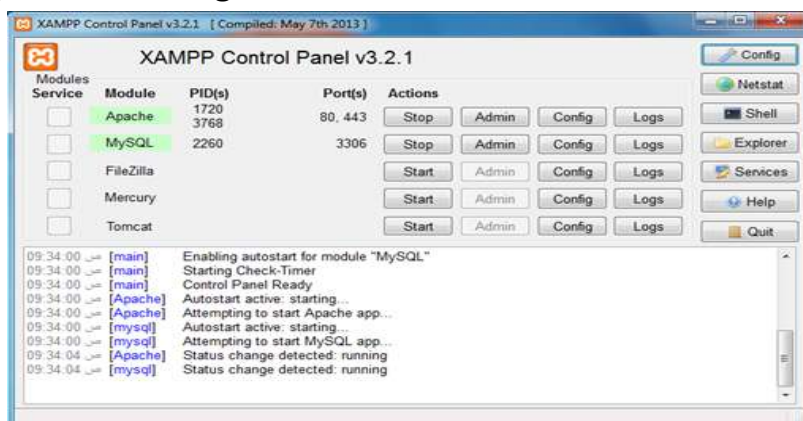 XAMPP Control Panel v3.2.1 [ Compiled: May 7th 2013 ]
XAMPP Control Panel v3.2.1
Config
Modules
Service Module PID(s) Port(s) Actions
Netstat
Apache 1720 3768 80, 443 Stop Admin Config Logs
Shell
MySQL 2260 3306 Stop Admin Config Logs
Explorer
FileZilla Start Admin Config Logs
Services
Mercury Start Admin Config Logs
Help
Tomcat Start Admin Config Logs
Quit
09:34:00 [main] Enabling autostart for module "MySQL"
09:34:00 [main] Starting Check-Timer
09:34:00 [main] Control Panel Ready
09:34:00 [Apache] Autostart active: starting...
09:34:00 [Apache] Attempting to start Apache app...
09:34:00 [mysql] Autostart active: starting...
09:34:00 [mysql] Attempting to start MySQL app...
09:34:04 [Apache] Status change detected: running
09:34:04 [mysql] Status change detected: running